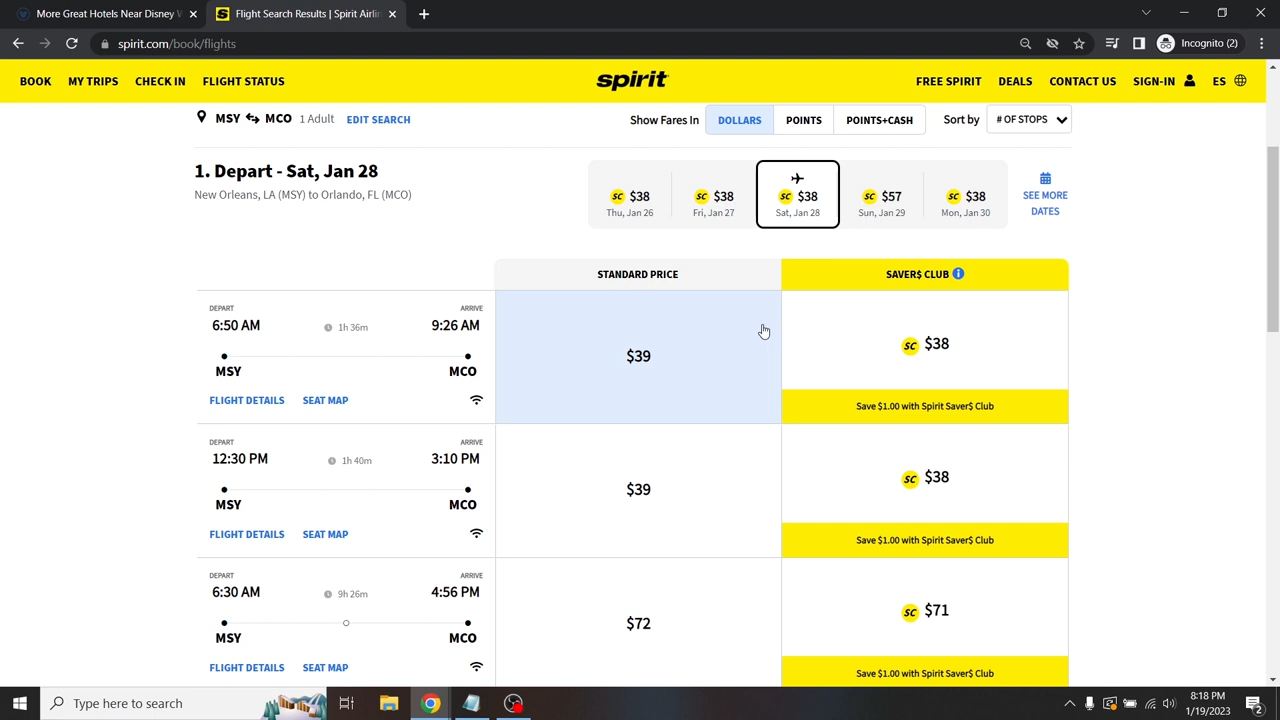 More Great Hotels Near Disney W
Flight Search Results | Spirit Airlin
spirit.com/book/flights
Incognito (2)
BOOK
MY TRIPS
CHECK IN
FLIGHT STATUS
spirit
FREE SPIRIT
DEALS
CONTACT US
SIGN-IN
ES
MSY
MCO
1 Adult
EDIT SEARCH
Show Fares In
DOLLARS
POINTS
POINTS+CASH
Sort by
# OF STOPS
1. Depart - Sat, Jan 28
New Orleans, LA (MSY) to Orlando, FL (MCO)
SC $38
Thu, Jan 26
SC $38
Fri, Jan 27
SC $38
Sat, Jan 28
SC $57
Sun, Jan 29
SC $38
Mon, Jan 30
SEE MORE
DATES
STANDARD PRICE
SAVER$ CLUB
DEPART
ARRIVE
6:50 AM
1h 36m
9:26 AM
MSY
MCO
FLIGHT DETAILS
SEAT MAP
$39
SC $38
Save $1.00 with Spirit Saver$ Club
DEPART
ARRIVE
12:30 PM
1h 40m
3:10 PM
MSY
MCO
FLIGHT DETAILS
SEAT MAP
$39
SC $38
Save $1.00 with Spirit Saver$ Club
DEPART
ARRIVE
6:30 AM
9h 26m
4:56 PM
MSY
MCO
FLIGHT DETAILS
SEAT MAP
$72
SC $71
Save $1.00 with Spirit Saver$ Club
Type here to search
8:18 PM
1/19/2023
2